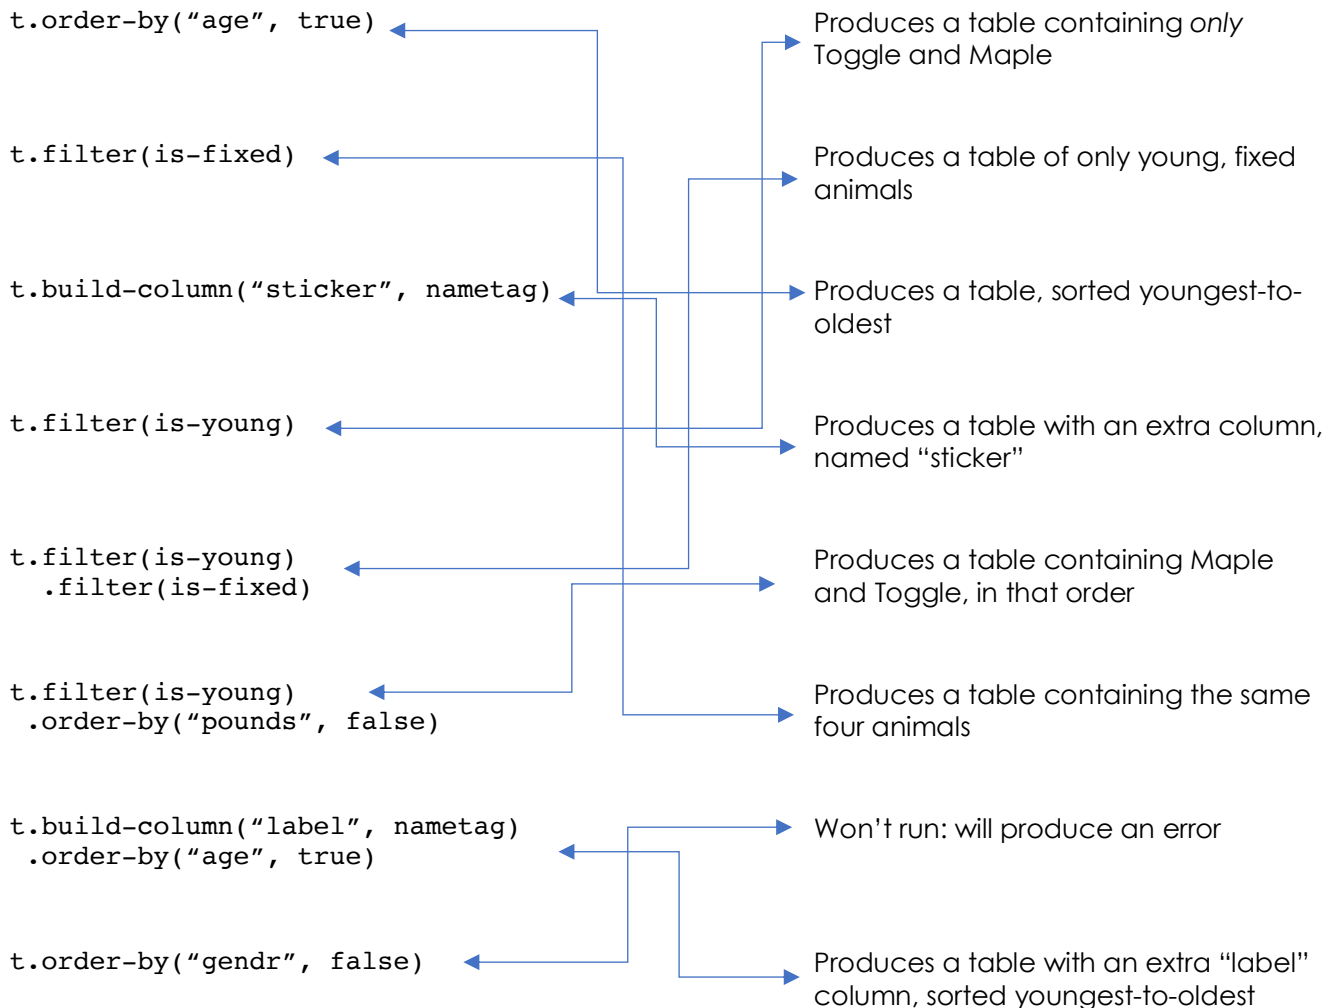 t.order-by(“age”, true)
Produces a table containing only
Toggle and Maple
t.filter(is-fixed)
Produces a table of only young, fixed
animals
t.build-column(“sticker”, nametag)
Produces a table, sorted youngest-to-
oldest
t.filter(is-young)
Produces a table with an extra column,
named “sticker”
t.filter(is-young)
.filter(is-fixed)
Produces a table containing Maple
and Toggle, in that order
t.filter(is-young)
.order-by(“pounds”, false)
Produces a table containing the same
four animals
t.build-column(“label”, nametag)
.order-by(“age”, true)
Won’t run: will produce an error
t.order-by(“gendr”, false)
Produces a table with an extra “label”
column, sorted youngest-to-oldest